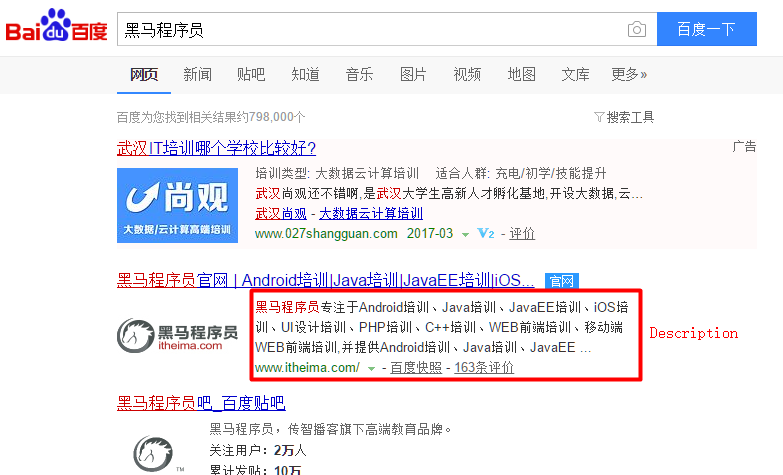 Bai du 百度
黑马程序员
百度一下
网页 新闻 贴吧 知道 音乐 图片 视频 地图 文库 更多»
百度为您找到相关结果约798,000个
搜索工具
武汉IT培训哪个学校比较好?
广告
尚观
大数据/云计算高端培训
培训类型: 大数据云计算培训 适合人群: 充电/初学/技能提升
武汉尚观还不错啊,是武汉大学生高新人才孵化基地,开设大数据,云...
武汉尚观 - 大数据云计算培训
www.027shangguan.com 2017-03 V2 - 评价
黑马程序员官网 | Android培训|Java培训|JavaEE培训|iOS... 官网
黑马程序员
itheima.com
黑马程序员专注于Android培训、Java培训、JavaEE培训、iOS培
训、UI设计培训、PHP培训、C++培训、WEB前端培训、移动端
WEB前端培训,并提供Android培训、Java培训、JavaEE ...
www.itheima.com/ - 百度快照 - 163条评价
Description
黑马程序员吧_百度贴吧
黑马程序员，传智播客旗下高端教育品牌。
关注用户：2万人
累计发贴：10万
TM